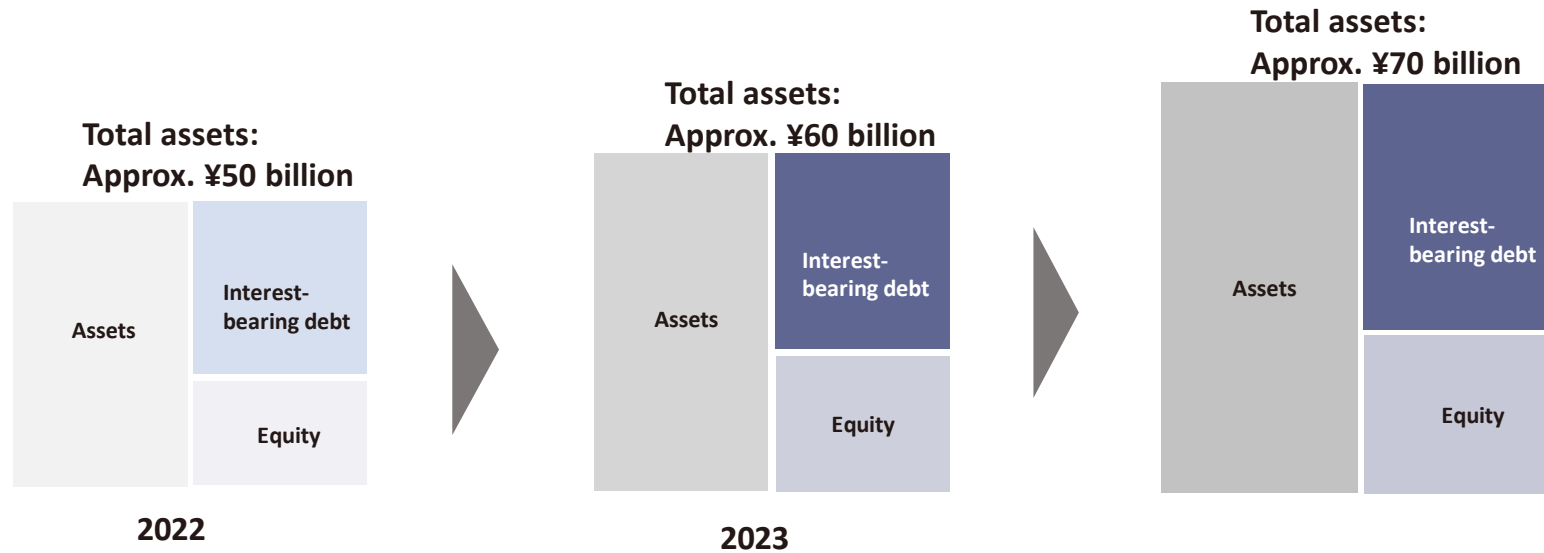 Total assets:
Approx. ¥50 billion
Assets
Interest-
bearing debt
Equity
2022
Total assets:
Approx. ¥60 billion
Assets
Interest-
bearing debt
Equity
2023
Total assets:
Approx. ¥70 billion
Assets
Interest-
bearing debt
Equity